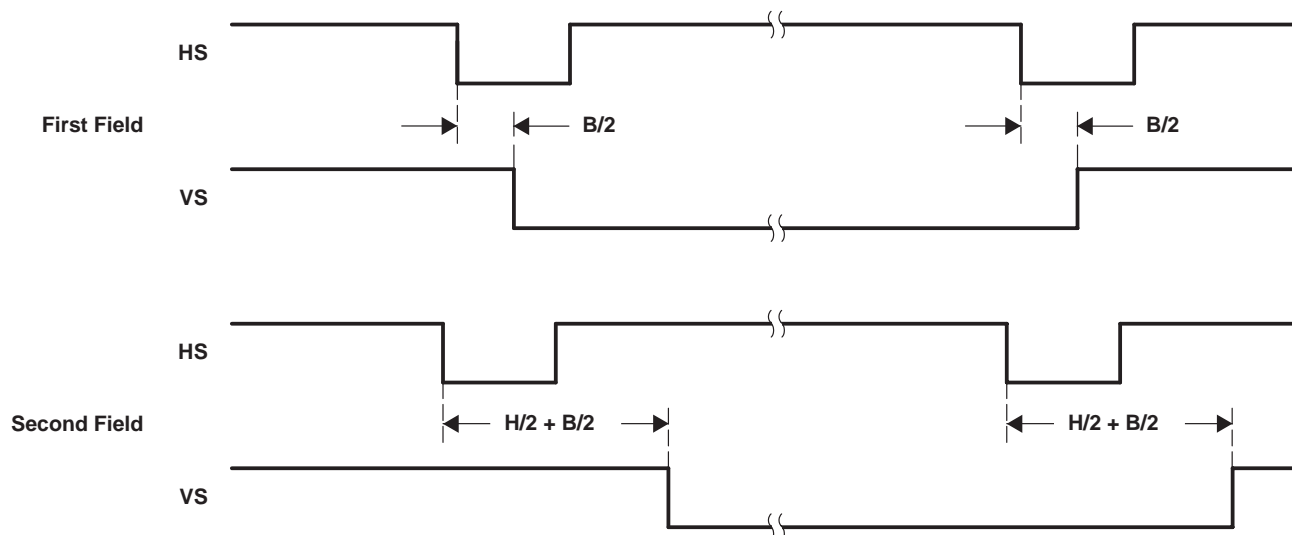 HS
First Field
B/2
B/2
VS
HS
Second Field
H/2 + B/2
H/2 + B/2
VS